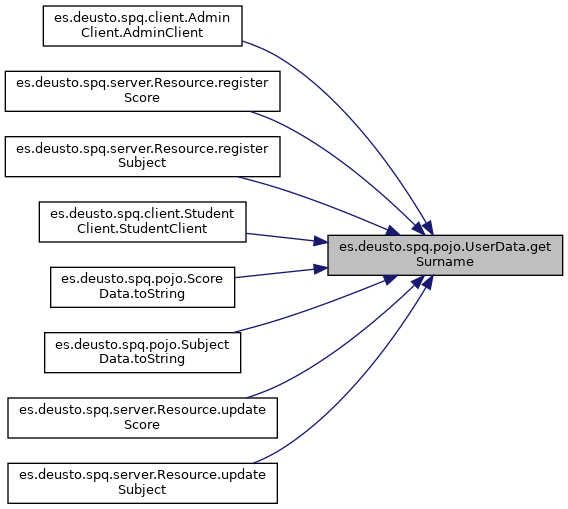 es.deusto.spq.client.Admin
Client.AdminClient
es.deusto.spq.server.Resource.register
Score
es.deusto.spq.server.Resource.register
Subject
es.deusto.spq.client.Student
Client.StudentClient
es.deusto.spq.pojo.UserData.get
Surname
es.deusto.spq.pojo.Score
Data.toString
es.deusto.spq.pojo.Subject
Data.toString
es.deusto.spq.server.Resource.update
Score
es.deusto.spq.server.Resource.update
Subject